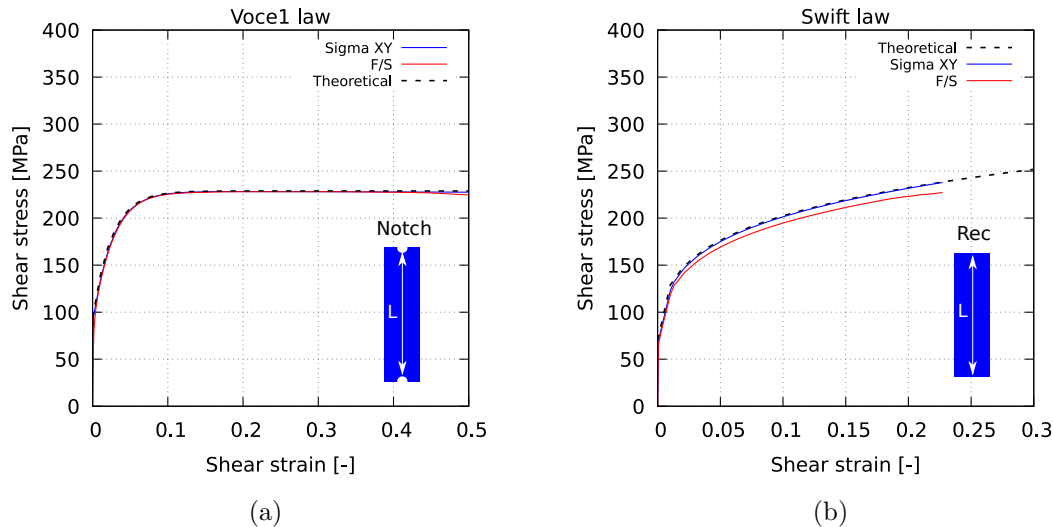 Voce1 law
400
350
300
250
200
150
100
50
0
Shear stress [MPa]
Sigma XY
F/S
Theoretical
Notch
L
0 0.1 0.2 0.3 0.4 0.5
Shear strain [-]
(a)
Swift law
400
350
300
250
200
150
100
50
0
Shear stress [MPa]
Theoretical
Sigma XY
F/S
Rec
L
0 0.05 0.1 0.15 0.2 0.25 0.3
Shear strain [-]
(b)